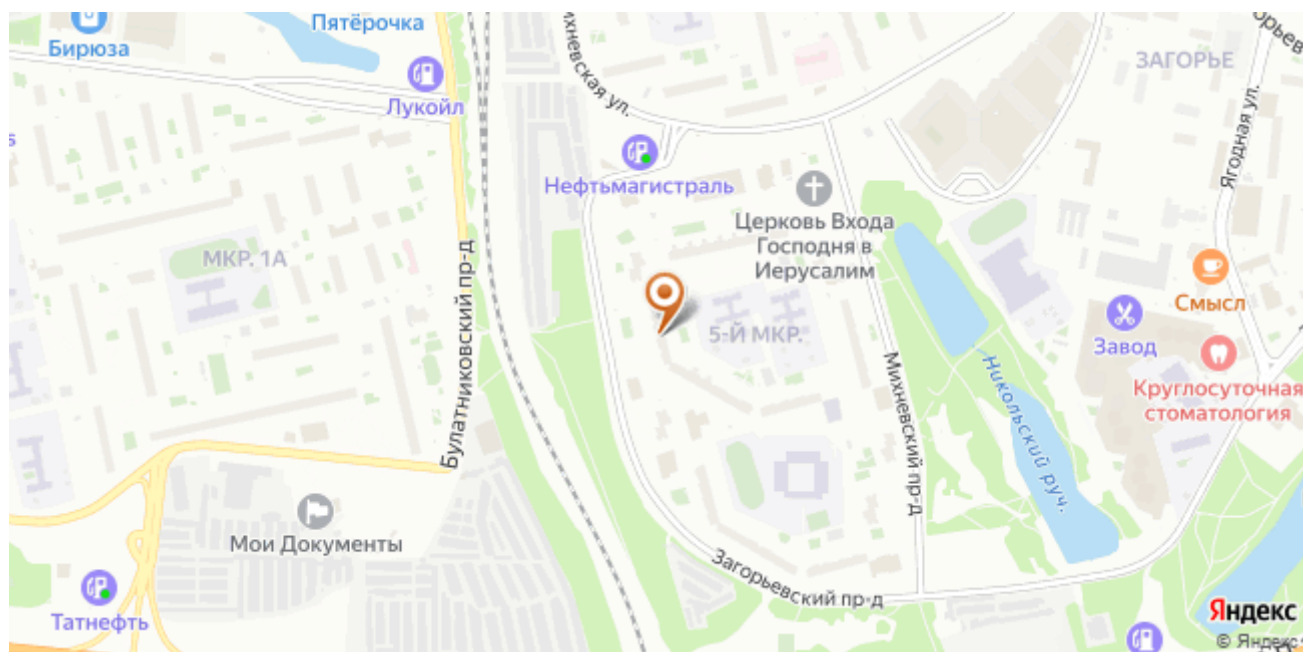 Пятёрочка
Бирюза
ЗАГОРЬЕ
Лукойл
Михневская ул.
Ягодная ул.
Нефтьмагистраль
Церковь Входа
Господня в
Иерусалим
МКР. 1А
Булатниковский пр-д
Смысл
5-Й МКР.
Завод
Михневский пр-д
Никольский руч.
Круглосуточная
стоматология
Мои Документы
Загорьевский пр-д
Татнефть
Яндекс
© Яндекс